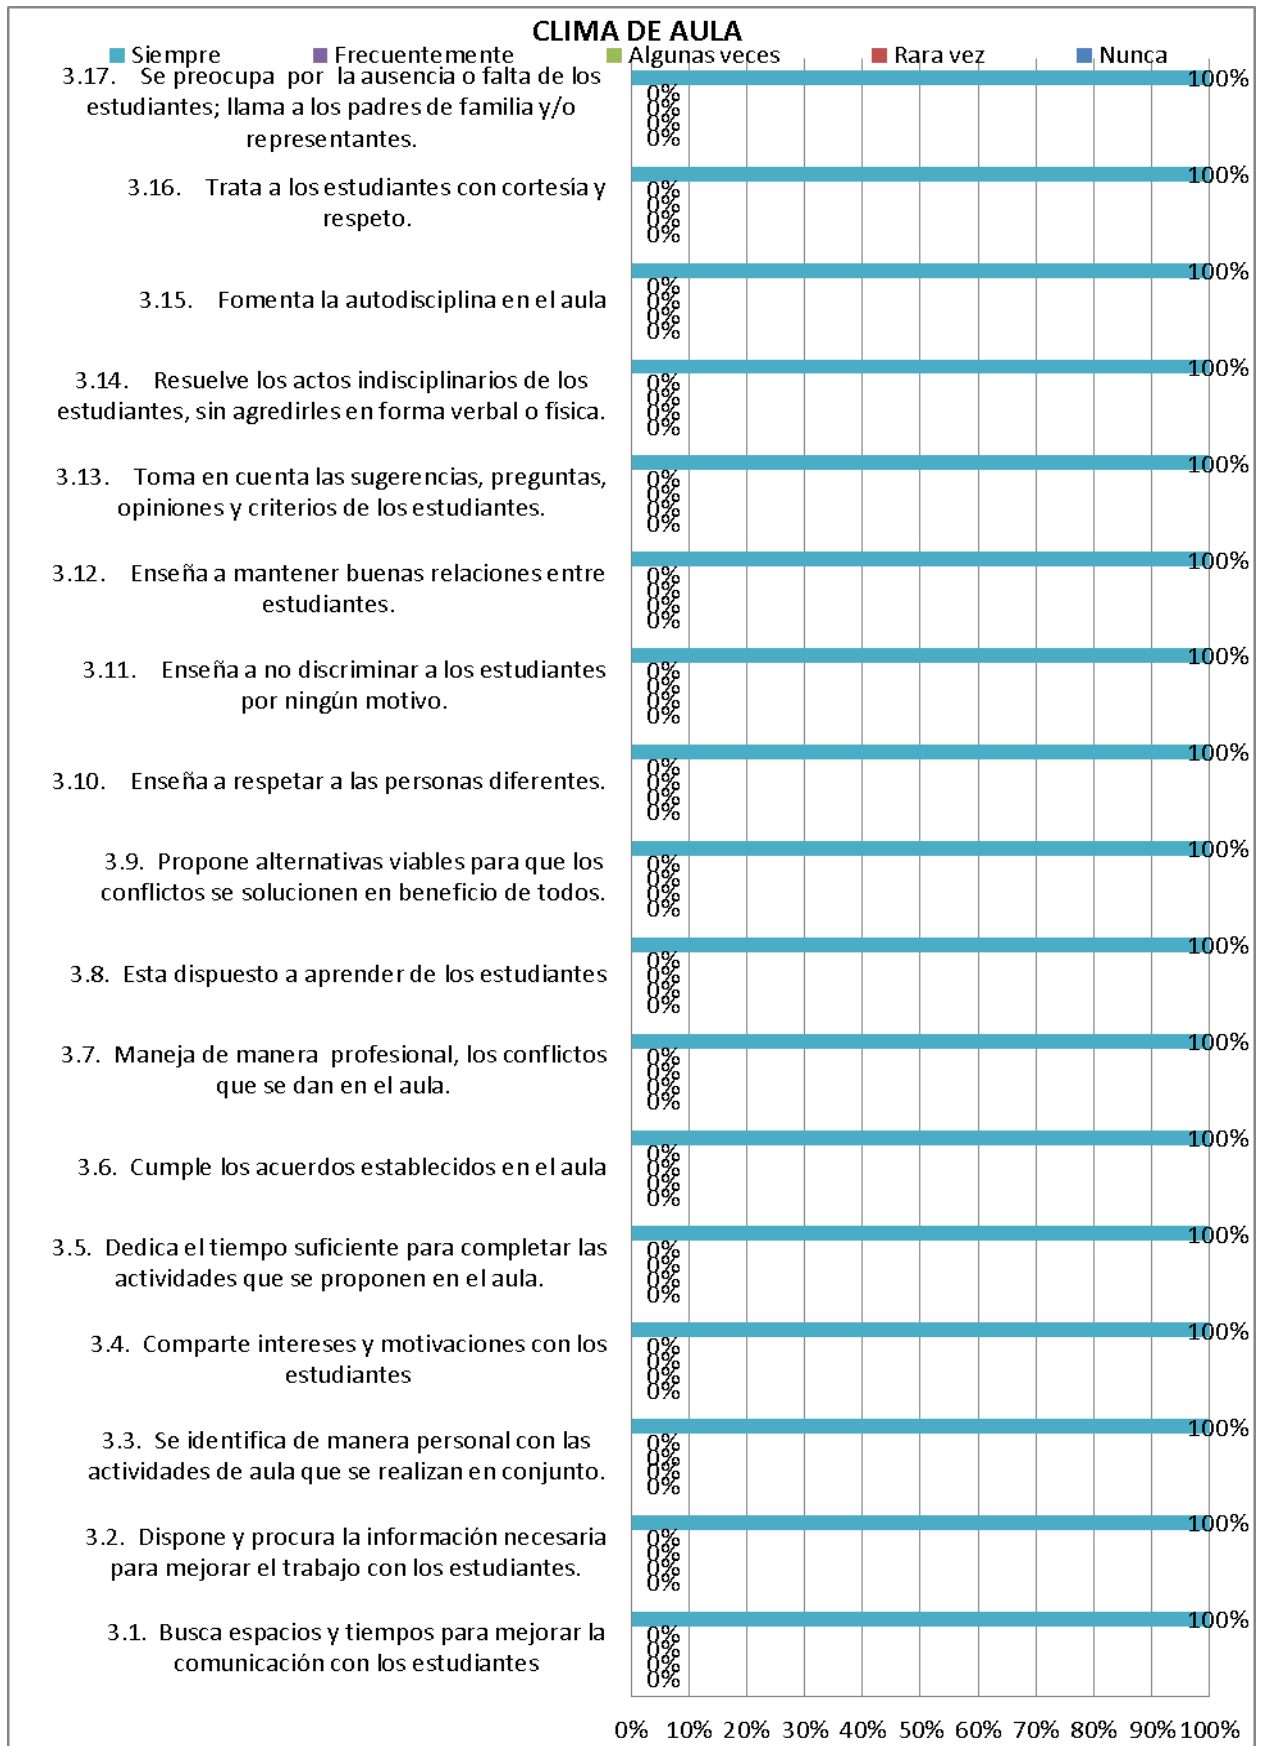 CLIMA DE AULA
Siempre Frecuentemente Algunas veces Rara vez Nunca
3.17. Se preocupa por la ausencia o falta de los
estudiantes; llama a los padres de familia y/o
representantes.
100%
0%
0%
0%
0%
3.16. Trata a los estudiantes con cortesía y
respeto.
100%
0%
0%
0%
0%
3.15. Fomenta la autodisciplina en el aula
100%
0%
0%
0%
0%
3.14. Resuelve los actos indisciplinarios de los
estudiantes, sin agredirles en forma verbal o física.
100%
0%
0%
0%
0%
3.13. Toma en cuenta las sugerencias, preguntas,
opiniones y criterios de los estudiantes.
100%
0%
0%
0%
0%
3.12. Enseña a mantener buenas relaciones entre
estudiantes.
100%
0%
0%
0%
0%
3.11. Enseña a no discriminar a los estudiantes
por ningún motivo.
100%
0%
0%
0%
0%
3.10. Enseña a respetar a las personas diferentes.
100%
0%
0%
0%
0%
3.9. Propone alternativas viables para que los
conflictos se solucionen en beneficio de todos.
100%
0%
0%
0%
0%
3.8. Esta dispuesto a aprender de los estudiantes
100%
0%
0%
0%
0%
3.7. Maneja de manera profesional, los conflictos
que se dan en el aula.
100%
0%
0%
0%
0%
3.6. Cumple los acuerdos establecidos en el aula
100%
0%
0%
0%
0%
3.5. Dedica el tiempo suficiente para completar las
actividades que se proponen en el aula.
100%
0%
0%
0%
0%
3.4. Comparte intereses y motivaciones con los
estudiantes
100%
0%
0%
0%
0%
3.3. Se identifica de manera personal con las
actividades de aula que se realizan en conjunto.
100%
0%
0%
0%
0%
3.2. Dispone y procura la información necesaria
para mejorar el trabajo con los estudiantes.
100%
0%
0%
0%
0%
3.1. Busca espacios y tiempos para mejorar la
comunicación con los estudiantes
100%
0%
0%
0%
0%
0% 10% 20% 30% 40% 50% 60% 70% 80% 90% 100%